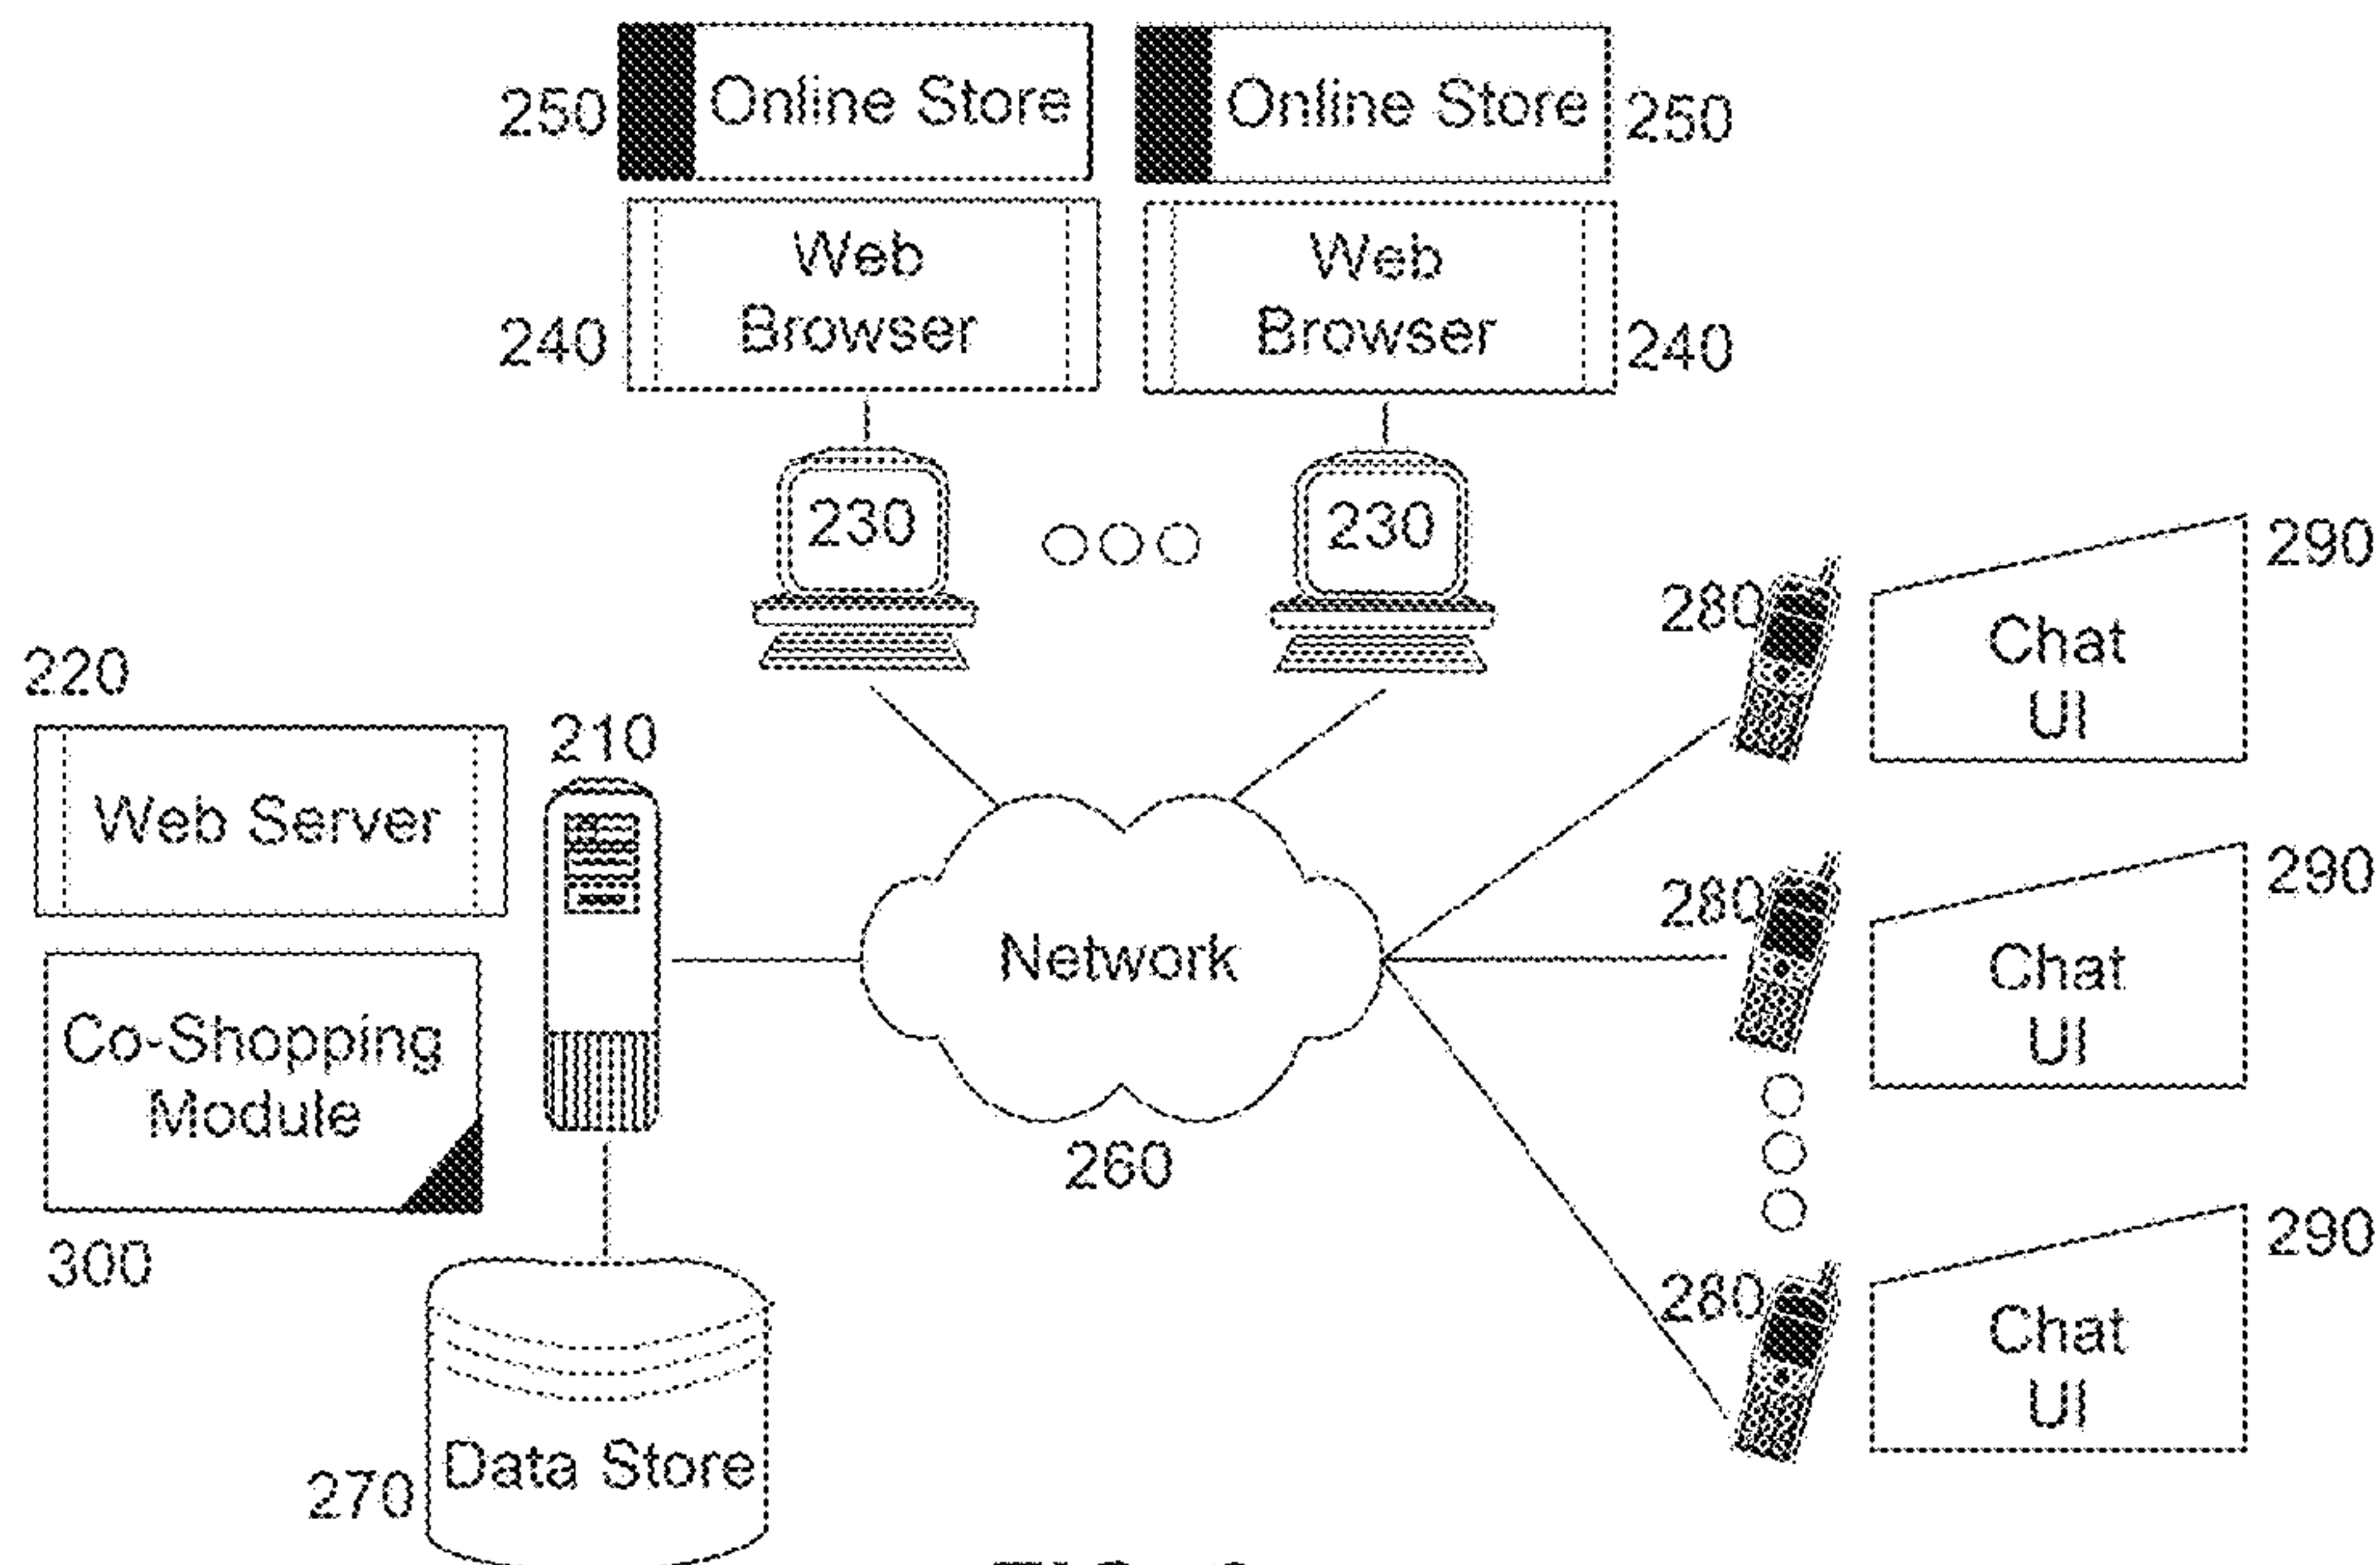 250
Online Store
Online Store
250
Web
Browser
240
Web
Browser
240
230
230
280
Chat
UI
290
220
Web Server
210
280
Chat
UI
290
Network
260
Co-Shopping
Module
300
280
Chat
UI
290
Data Store
270